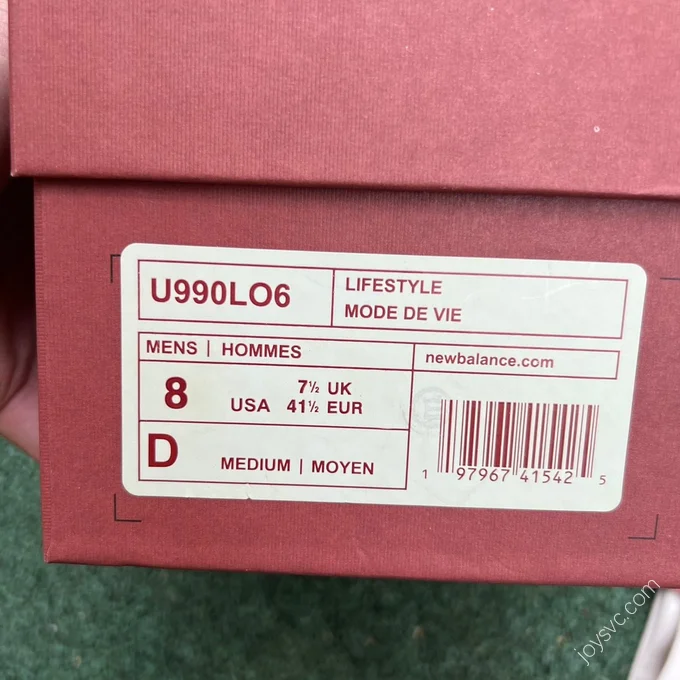 U990LO6
LIFESTYLE
MODE DE VIE
MENS | HOMMES
newbalance.com
8
7½ UK
USA 41½ EUR
D
MEDIUM | MOYEN
1 97967 41542 5
joysvc.com